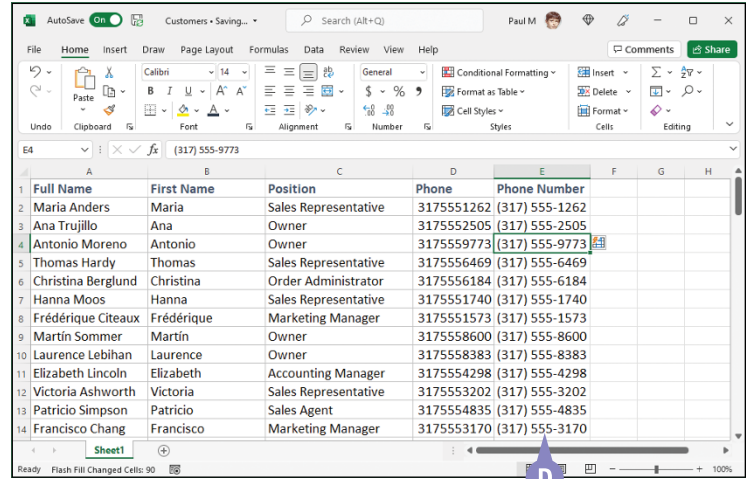 AutoSave On Customers • Saving... Search (Alt+Q) Paul M
File Home Insert Draw Page Layout Formulas Data Review View Help Comments Share
Calibri 14 General Conditional Formatting Insert
Paste B I U A A $ % 9 Format as Table Delete
Cell Styles Format
Undo Clipboard Font Alignment Number Styles Cells Editing
E4 fx (317) 555-9773
A B C D E F G H
1 Full Name First Name Position Phone Phone Number
2 Maria Anders Maria Sales Representative 3175551262 (317) 555-1262
3 Ana Trujillo Ana Owner 3175552505 (317) 555-2505
4 Antonio Moreno Antonio Owner 3175559773 (317) 555-9773
5 Thomas Hardy Thomas Sales Representative 3175556469 (317) 555-6469
6 Christina Berglund Christina Order Administrator 3175556184 (317) 555-6184
7 Hanna Moos Hanna Sales Representative 3175551740 (317) 555-1740
8 Frédérique Citeaux Frédérique Marketing Manager 3175551573 (317) 555-1573
9 Martín Sommer Martín Owner 3175558600 (317) 555-8600
10 Laurence Lebihan Laurence Owner 3175558383 (317) 555-8383
11 Elizabeth Lincoln Elizabeth Accounting Manager 3175554298 (317) 555-4298
12 Victoria Ashworth Victoria Sales Representative 3175553202 (317) 555-3202
13 Patricio Simpson Patricio Sales Agent 3175554835 (317) 555-4835
14 Francisco Chang Francisco Marketing Manager 3175553170 (317) 555-3170
Sheet1
Ready Flash Fill Changed Cells: 90 D 100%